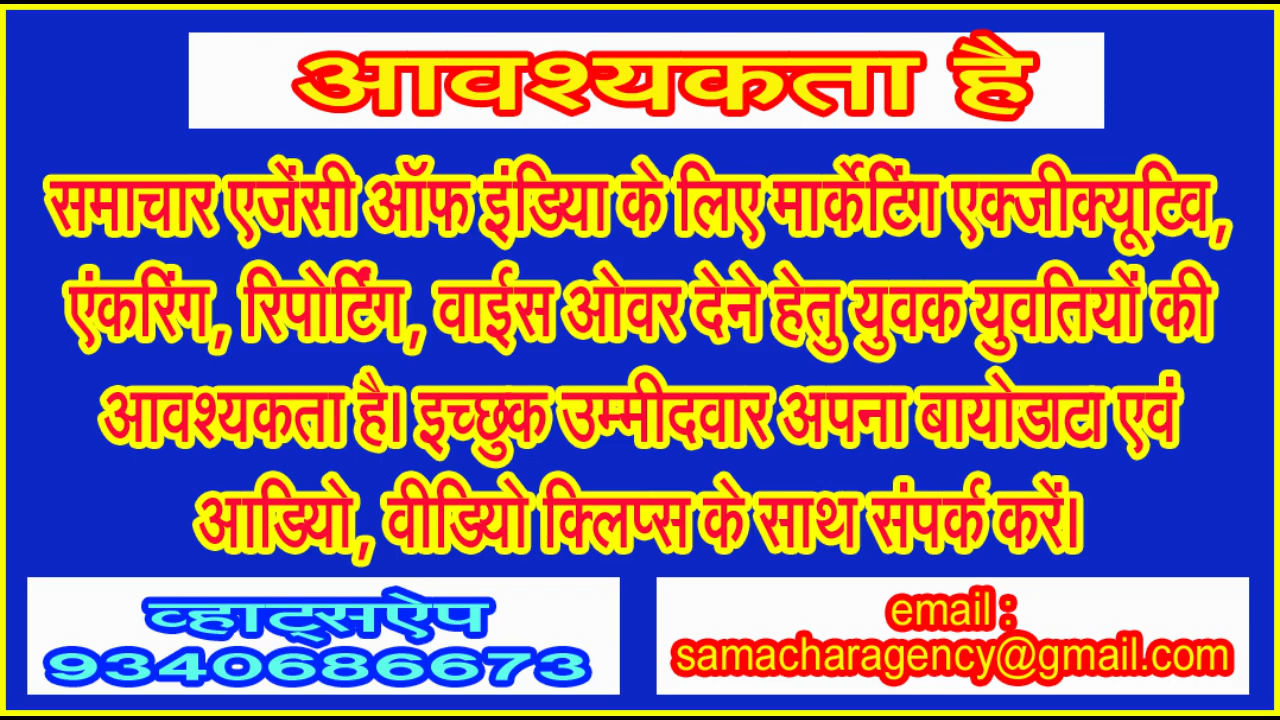 आवश्यकता है
समाचार एजेंसी ऑफ इंडिया के लिए मार्केटिंग एक्जीक्यूटिव,
एंकरिंग, रिपोर्टिंग, वाईस ओवर देने हेतु युवक युवतियों की
आवश्यकता है। इच्छुक उम्मीदवार अपना बायोडाटा एवं
आडियो, वीडियो क्लिप्स के साथ संपर्क करें।
व्हाट्सऐप
9340686673
email :
samacharagency@gmail.com